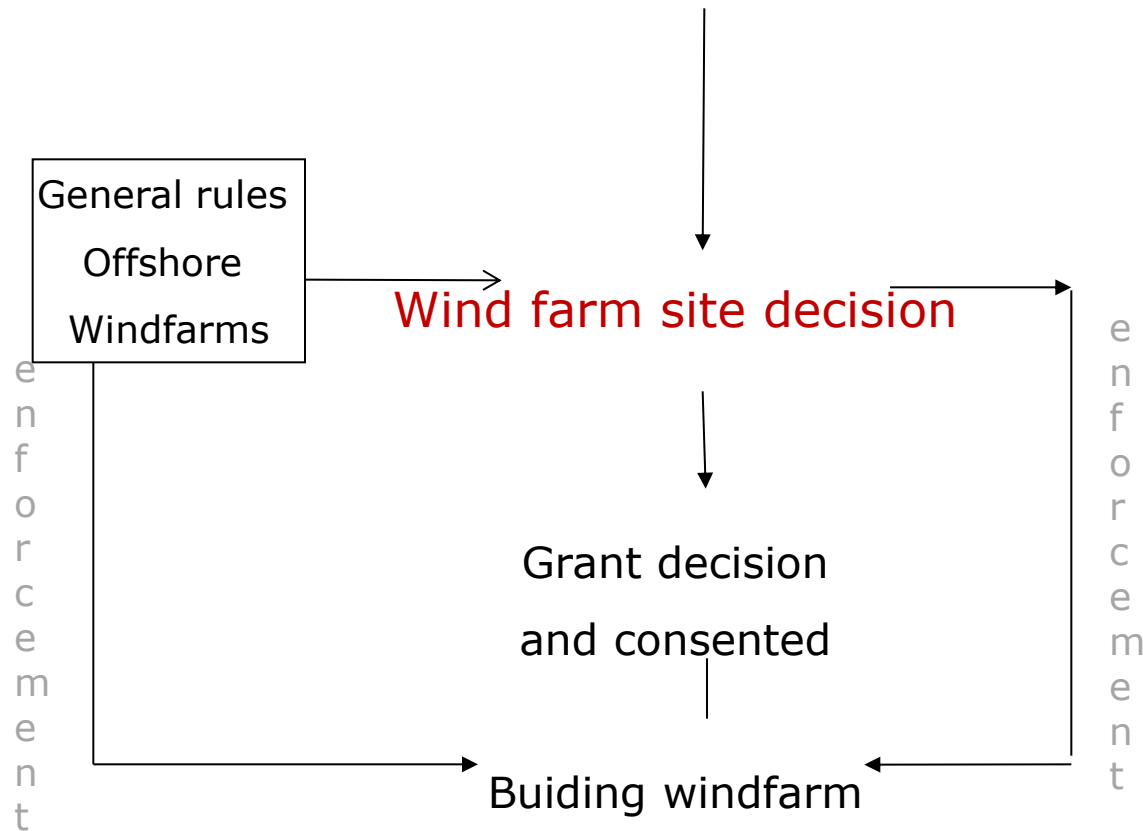 General rules
Offshore
Windfarms
Wind farm site decision
enforcement
enforcement
Grant decision
and consented
Buiding windfarm